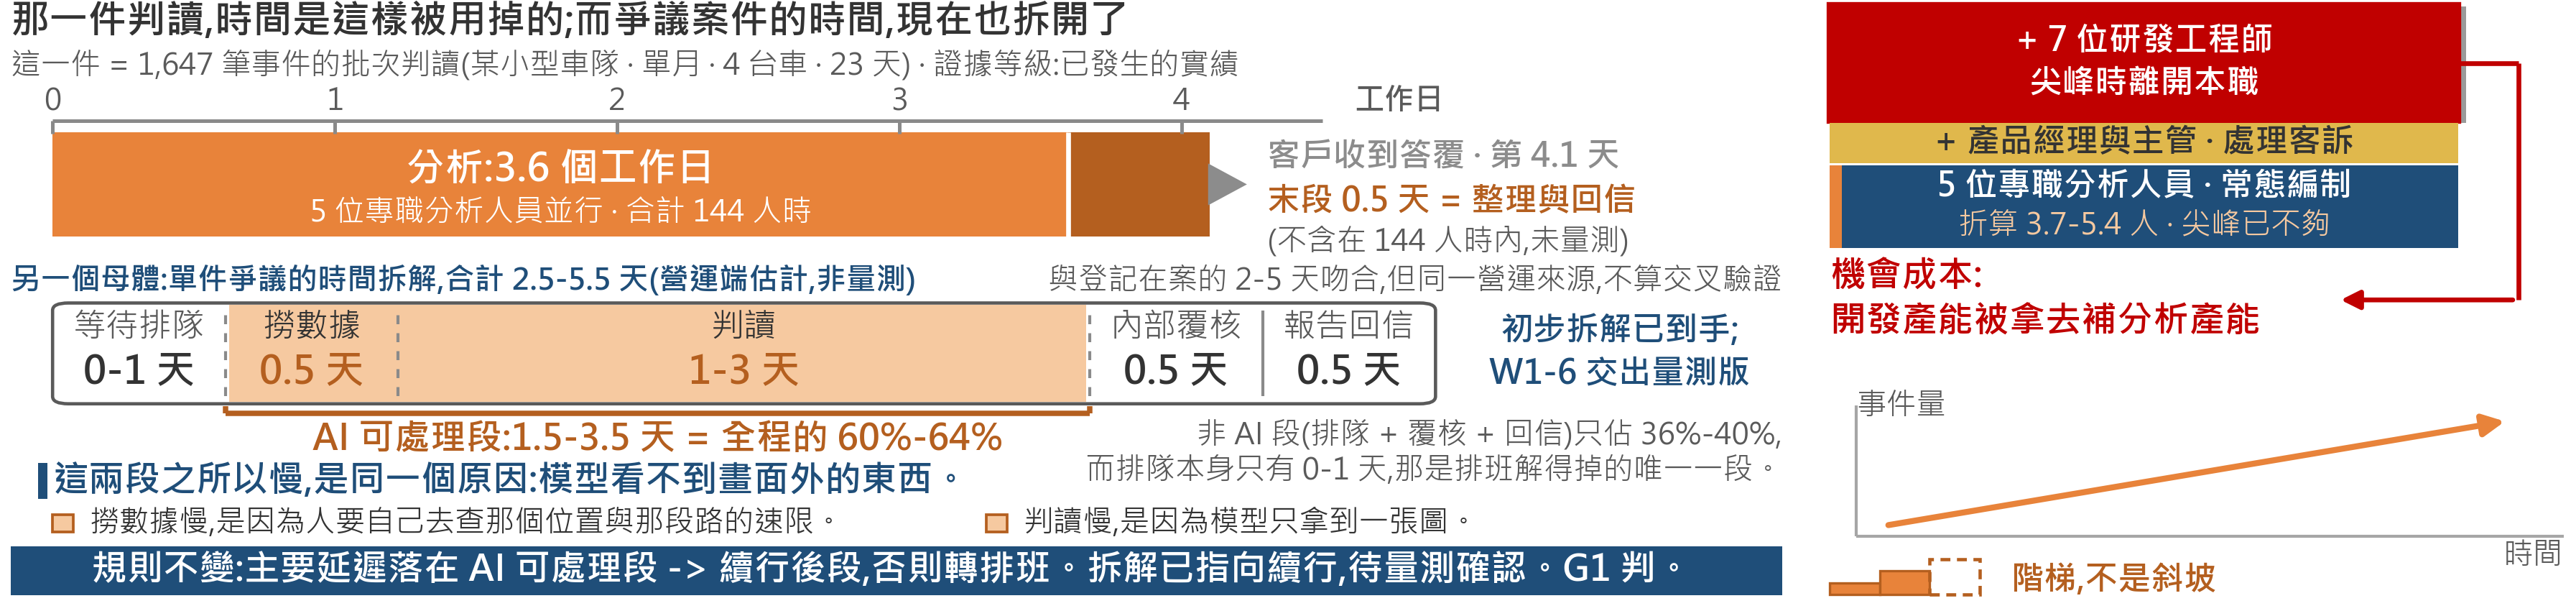 那一件判讀,時間是這樣被用掉的;而爭議案件的時間,現在也拆開了
這一件 = 1,647 筆事件的批次判讀(某小型車隊 · 單月 · 4 台車 · 23 天) · 證據等級:已發生的實績
0 1 2 3 4 工作日
分析:3.6 個工作日
5 位專職分析人員並行 · 合計 144 人時
客戶收到答覆 · 第 4.1 天
末段 0.5 天 = 整理與回信
(不含在 144 人時內,未量測)
另一個母體:單件爭議的時間拆解,合計 2.5-5.5 天(營運端估計,非量測)
與登記在案的 2-5 天吻合,但同一營運來源,不算交叉驗證
等待排隊 撈數據 判讀 內部覆核 報告回信
0-1 天 0.5 天 1-3 天 0.5 天 0.5 天
初步拆解已到手;
W1-6 交出量測版
AI 可處理段:1.5-3.5 天 = 全程的 60%-64%
非 AI 段(排隊 + 覆核 + 回信)只佔 36%-40%,
而排隊本身只有 0-1 天,那是排班解得掉的唯一一段。
這兩段之所以慢,是同一個原因:模型看不到畫面外的東西。
撈數據慢,是因為人要自己去查那個位置與那段路的速限。
判讀慢,是因為模型只拿到一張圖。
規則不變:主要延遲落在 AI 可處理段 -> 續行後段,否則轉排班。拆解已指向續行,待量測確認。G1 判。
+ 7 位研發工程師
尖峰時離開本職
+ 產品經理與主管 · 處理客訴
5 位專職分析人員 · 常態編制
折算 3.7-5.4 人 · 尖峰已不夠
機會成本:
開發產能被拿去補分析產能
事件量
時間
階梯,不是斜坡